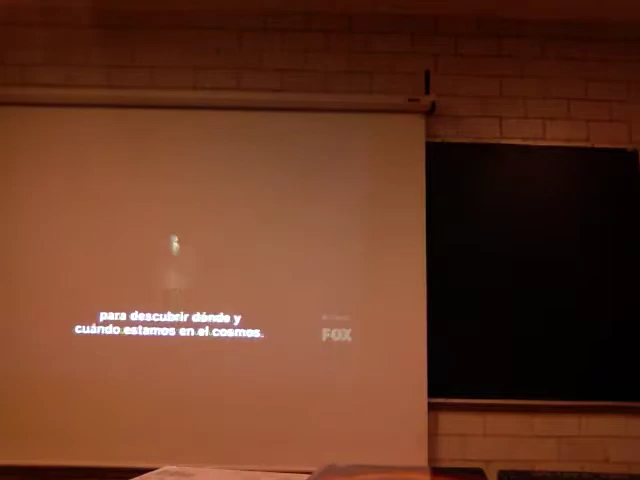 para descubrir dónde y
cuándo estamos en el cosmos.
FOX